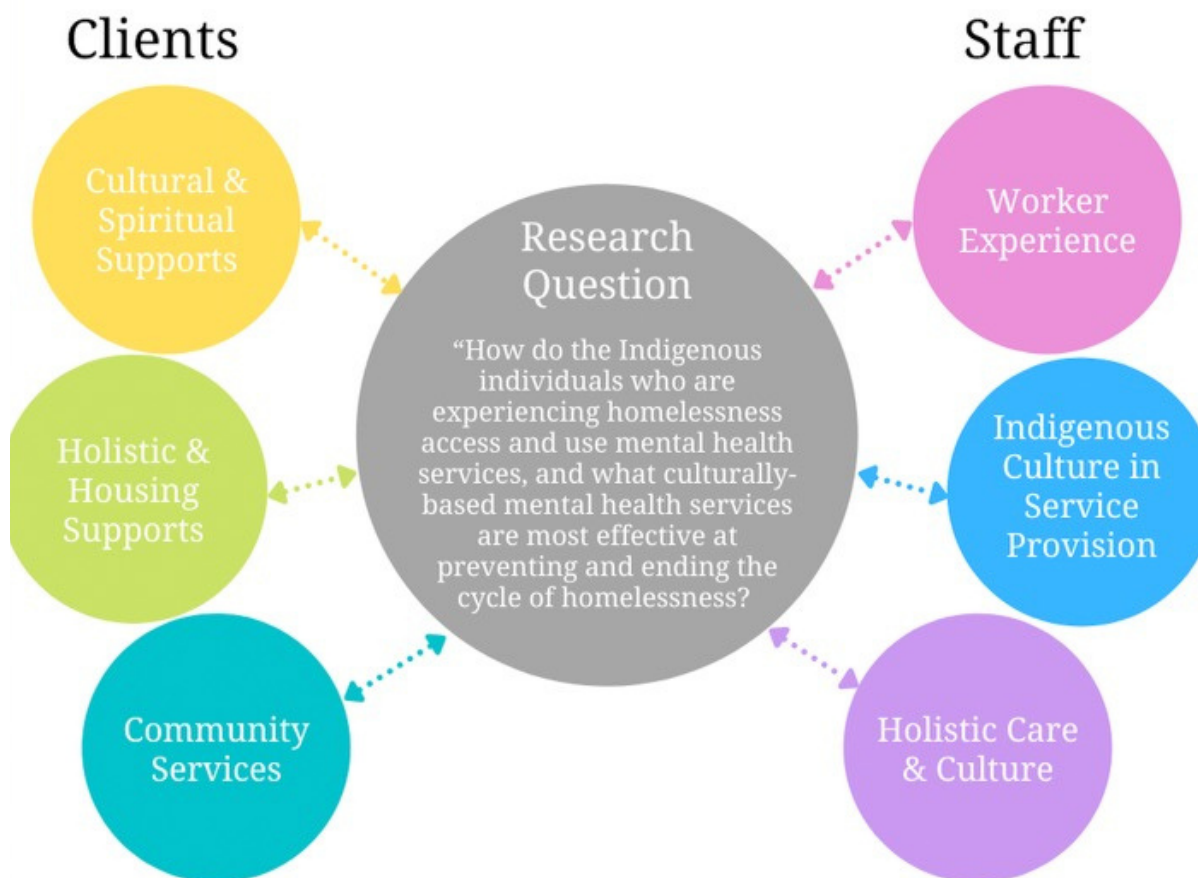 Clients
Staff
Cultural &
Spiritual
Supports
Holistic &
Housing
Supports
Community
Services
Research
Question
“How do the Indigenous
individuals who are
experiencing homelessness
access and use mental health
services, and what culturally-
based mental health services
are most effective at
preventing and ending the
cycle of homelessness?
Worker
Experience
Indigenous
Culture in
Service
Provision
Holistic Care
& Culture